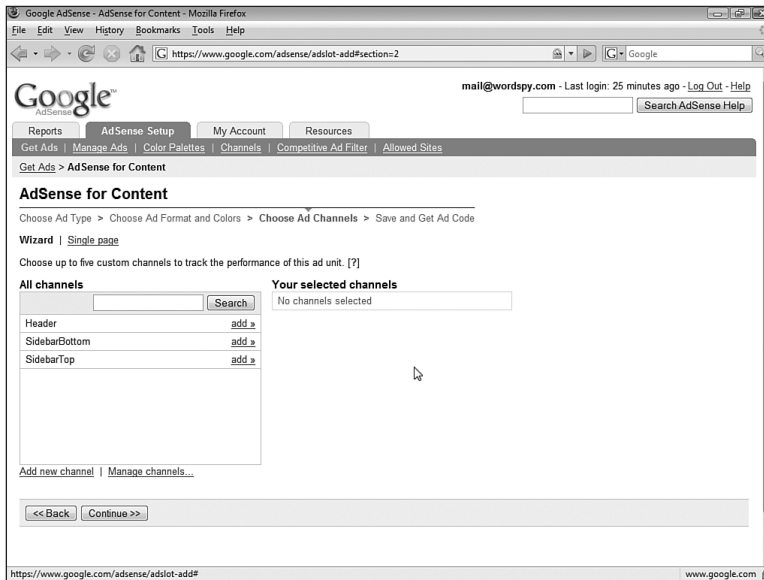 Google AdSense - AdSense for Content - Mozilla Firefox
File Edit View History Bookmarks Tools Help
G https://www.google.com/adsense/adslot-add#section=2
G Google
Google™
AdSense
mail@wordspy.com - Last login: 25 minutes ago - Log Out - Help
Search AdSense Help
Reports AdSense Setup My Account Resources
Get Ads | Manage Ads | Color Palettes | Channels | Competitive Ad Filter | Allowed Sites
Get Ads > AdSense for Content
AdSense for Content
Choose Ad Type > Choose Ad Format and Colors > Choose Ad Channels > Save and Get Ad Code
Wizard | Single page
Choose up to five custom channels to track the performance of this ad unit. [?]
All channels
Search
Header add »
SidebarBottom add »
SidebarTop add »
Add new channel | Manage channels...
Your selected channels
No channels selected
<< Back Continue >>
https://www.google.com/adsense/adslot-add#
www.google.com